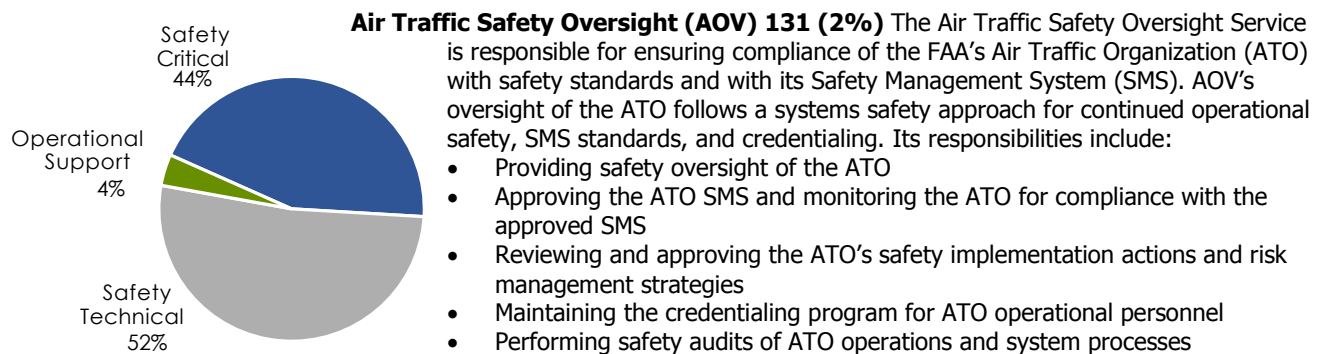 Safety
Critical
44%
Operational
Support
4%
Safety
Technical
52%
Air Traffic Safety Oversight (AOV) 131 (2%) The Air Traffic Safety Oversight Service
is responsible for ensuring compliance of the FAA’s Air Traffic Organization (ATO)
with safety standards and with its Safety Management System (SMS). AOV’s
oversight of the ATO follows a systems safety approach for continued operational
safety, SMS standards, and credentialing. Its responsibilities include:
• Providing safety oversight of the ATO
• Approving the ATO SMS and monitoring the ATO for compliance with the
approved SMS
• Reviewing and approving the ATO’s safety implementation actions and risk
management strategies
• Maintaining the credentialing program for ATO operational personnel
• Performing safety audits of ATO operations and system processes